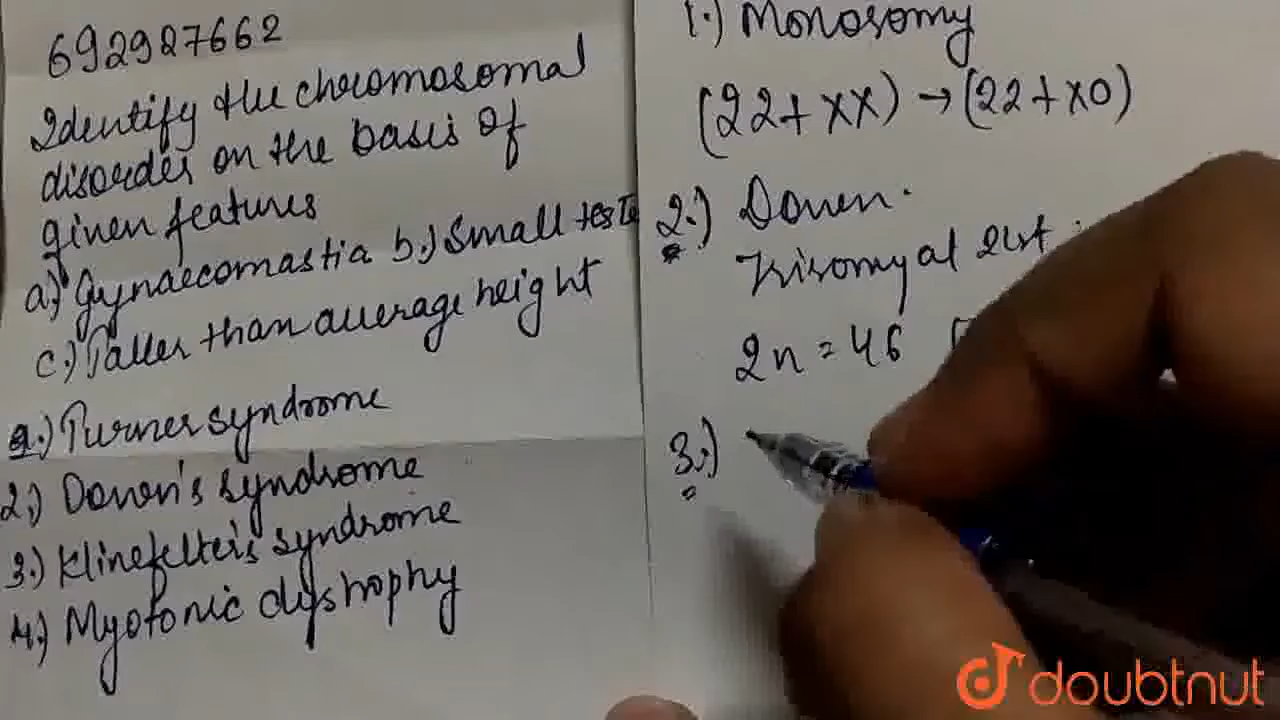 692927662
Identify the chromosomal
disorder on the basis of
given features
a.) Gynaecomastia b.) Small teste
c.) Taller than average height
1.) Turner syndrome
2.) Down's syndrome
3.) Klinefelter's syndrome
4.) Myotonic dystrophy
1.) Monosomy
(22+XX) → (22+XO)
2.) Down.
Trisomy at 21st
2n = 46
3.)
doubtnut